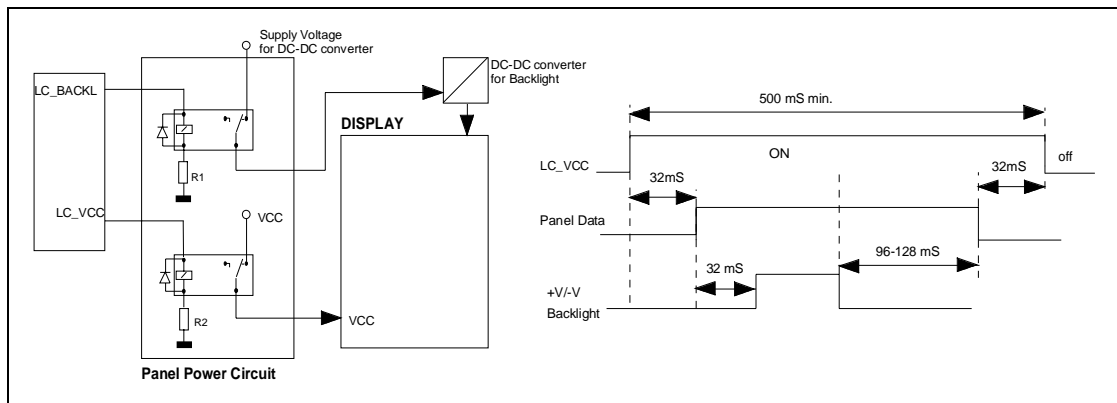 Supply Voltage
for DC-DC converter
LC_BACKL
DC-DC converter
for Backlight
DISPLAY
R1
LC_VCC
VCC
R2
VCC
Panel Power Circuit
500 mS min.
LC_VCC
ON
off
32mS
32mS
Panel Data
96-128 mS
32 mS
+V/-V
Backlight